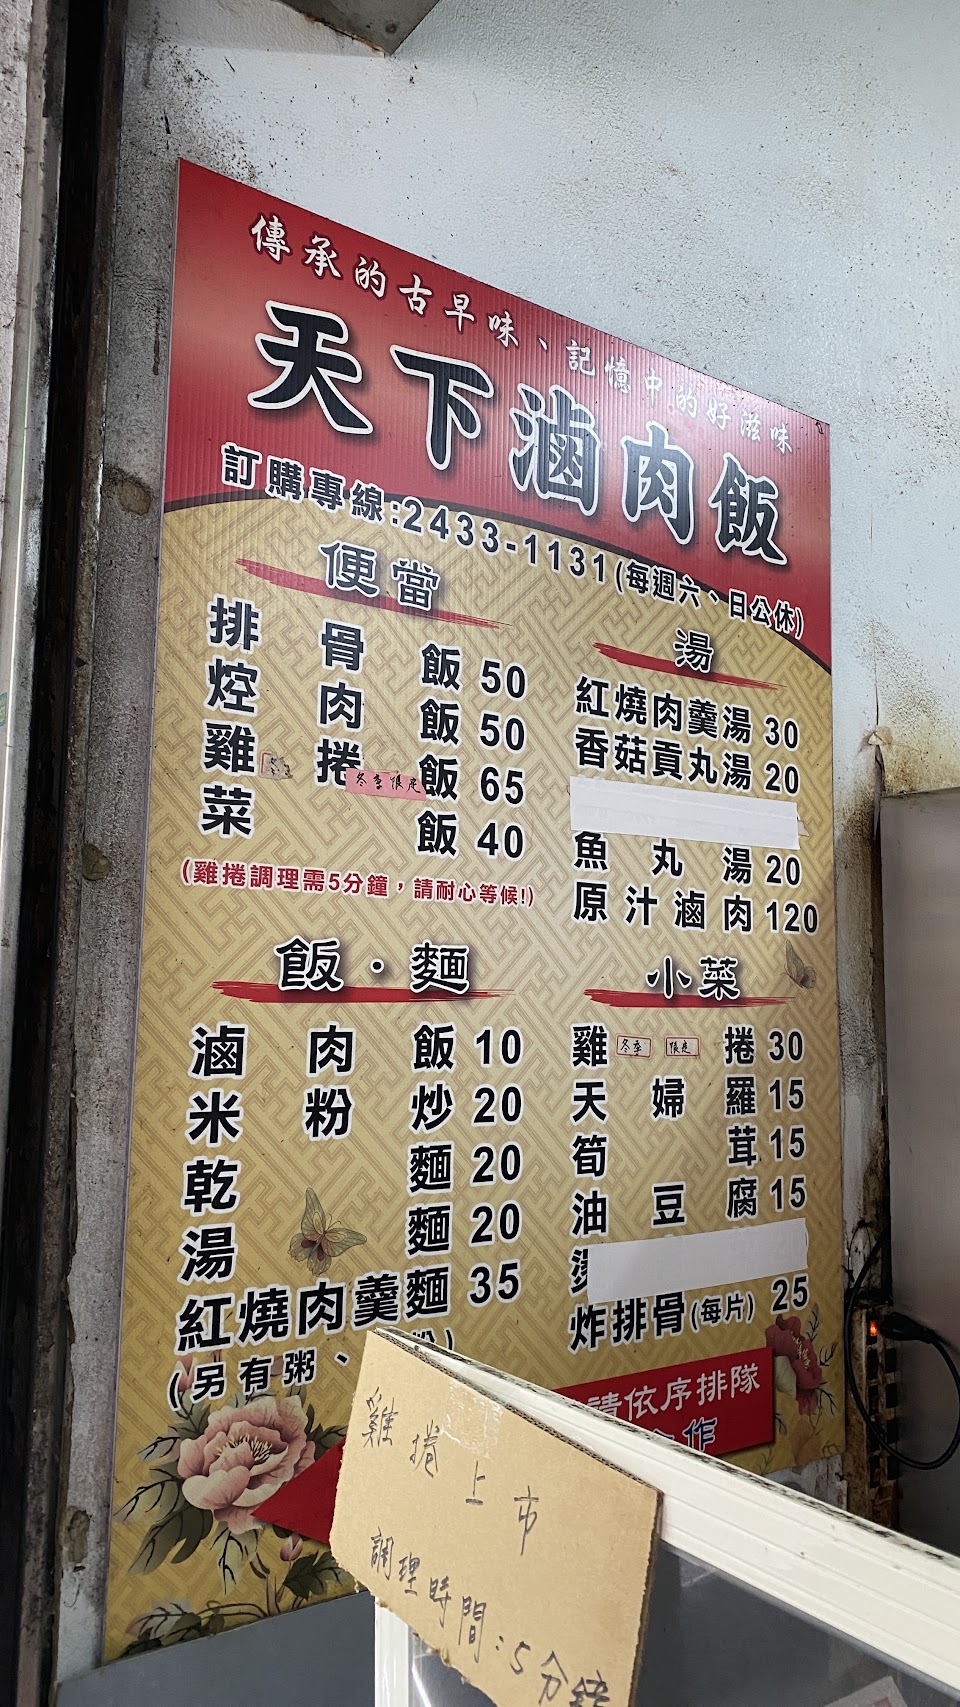 傳承的古早味、記憶中的好滋味
天下滷肉飯
訂購專線:2433-1131(每週六、日公休)
便當
排骨飯 50
焢肉飯 50
雞捲飯 65
冬季限定
菜飯 40
(雞捲調理需5分鐘，請耐心等候!)
飯·麵
滷肉飯 10
米粉炒 20
乾麵 20
湯麵 20
紅燒肉羹麵 35
(另有粥、
湯
紅燒肉羹湯 30
香菇貢丸湯 20
魚丸湯 20
原汁滷肉 120
小菜
雞捲 30
冬季 限定
天婦羅 15
筍茸 15
油豆腐 15
炸排骨(每片) 25
請依序排隊
合作
雞捲上市
調理時間:5分鐘